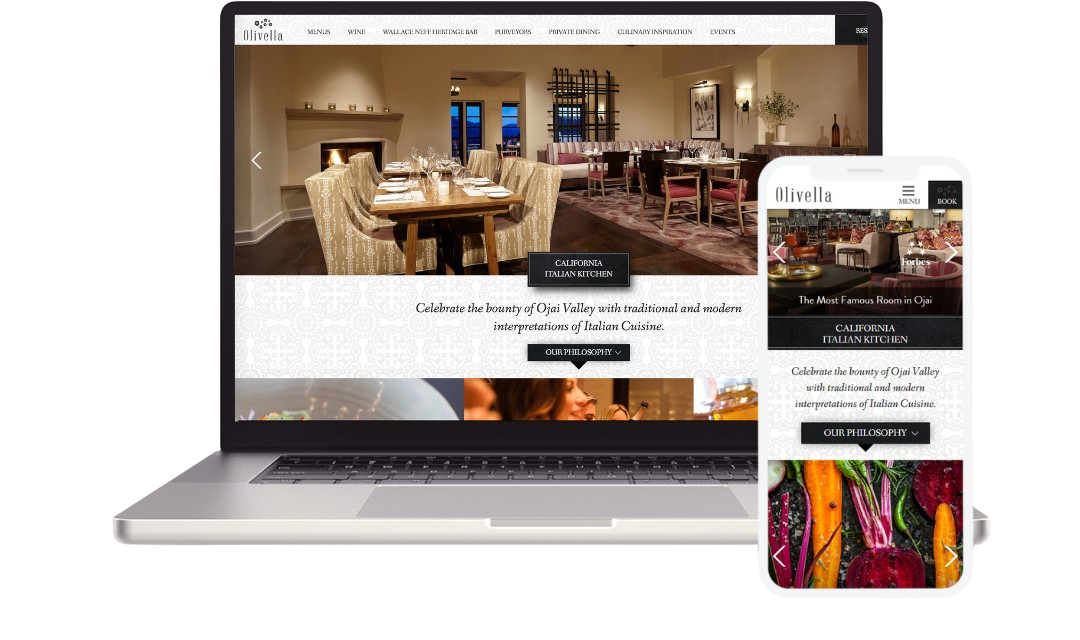 Olivella
MENUS
WINE
WALLACE NEFF HERITAGE BAR
PURVEYORS
PRIVATE DINING
CULINARY INSPIRATION
EVENTS
RES
CALIFORNIA
ITALIAN KITCHEN
Celebrate the bounty of Ojai Valley with traditional and modern
interpretations of Italian Cuisine.
OUR PHILOSOPHY
Olivella
MENU
BOOK
Forbes
The Most Famous Room in Ojai
CALIFORNIA
ITALIAN KITCHEN
Celebrate the bounty of Ojai Valley
with traditional and modern
interpretations of Italian Cuisine.
OUR PHILOSOPHY